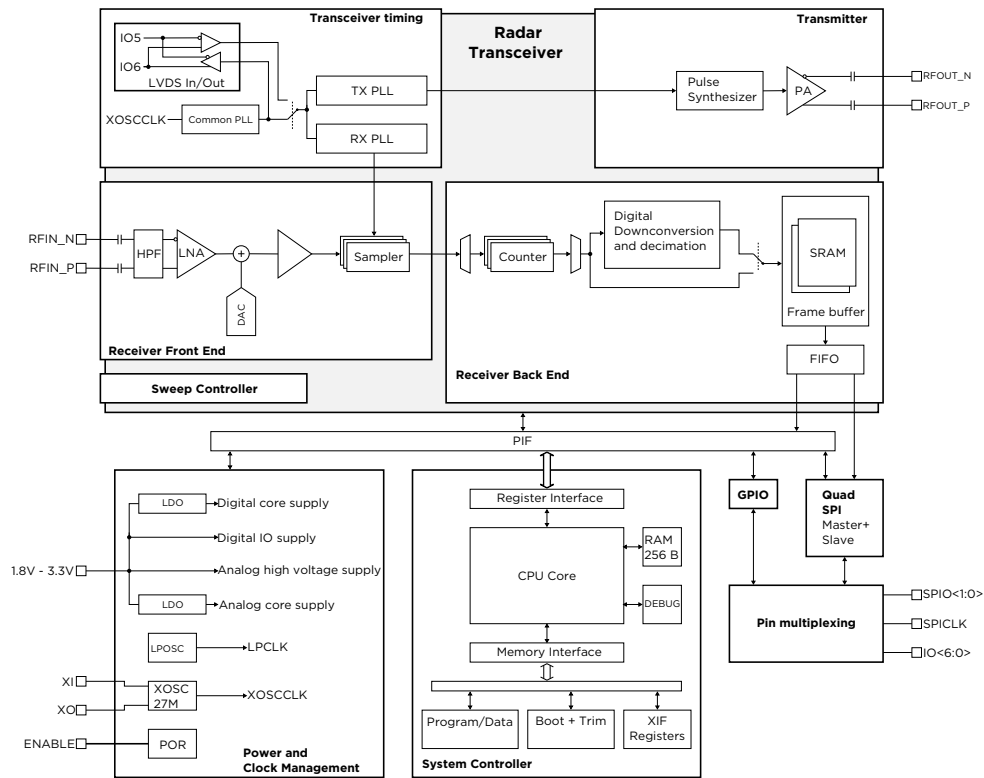 Transceiver timing
Radar
Transceiver
Transmitter
IO5
IO6
LVDS In/Out
XOSCCLK
Common PLL
TX PLL
RX PLL
Pulse
Synthesizer
PA
RFOUT_N
RFOUT_P
RFIN_N
RFIN_P
HPF
LNA
DAC
Sampler
Receiver Front End
Sweep Controller
Counter
Digital
Downconversion
and decimation
SRAM
Frame buffer
FIFO
Receiver Back End
PIF
LDO
Digital core supply
Digital IO supply
1.8V - 3.3V
Analog high voltage supply
LDO
Analog core supply
LPOSC
LPCLK
XI
XO
XOSC
27M
XOSCCLK
ENABLE
POR
Power and
Clock Management
Register Interface
CPU Core
RAM
256 B
DEBUG
Memory Interface
Program/Data
Boot + Trim
XIF
Registers
System Controller
GPIO
Quad
SPI
Master+
Slave
Pin multiplexing
SPIO<1:0>
SPICLK
IO<6:0>